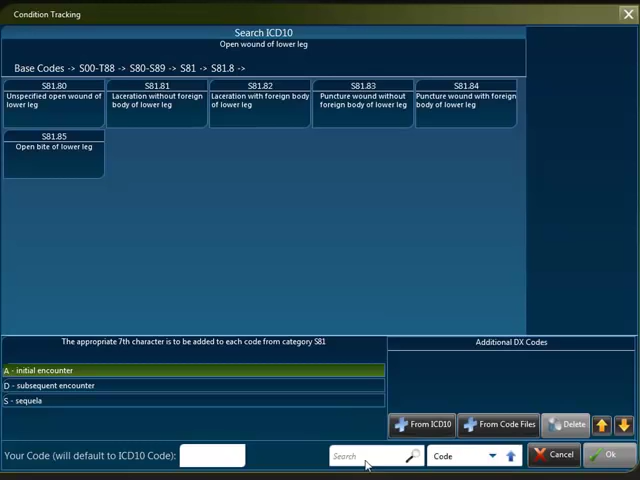 Condition Tracking
Search ICD10
Open wound of lower leg
Base Codes -> S00-T88 -> S80-S89 -> S81 -> S81.8 ->
S81.80
Unspecified open wound of
lower leg
S81.81
Laceration without foreign
body of lower leg
S81.82
Laceration with foreign body
of lower leg
S81.83
Puncture wound without
foreign body of lower leg
S81.84
Puncture wound with foreign
body of lower leg
S81.85
Open bite of lower leg
The appropriate 7th character is to be added to each code from category S81
A - initial encounter
D - subsequent encounter
S - sequela
Additional DX Codes
From ICD10
From Code Files
Delete
Your Code (will default to ICD10 Code):
Search
Code
Cancel
Ok